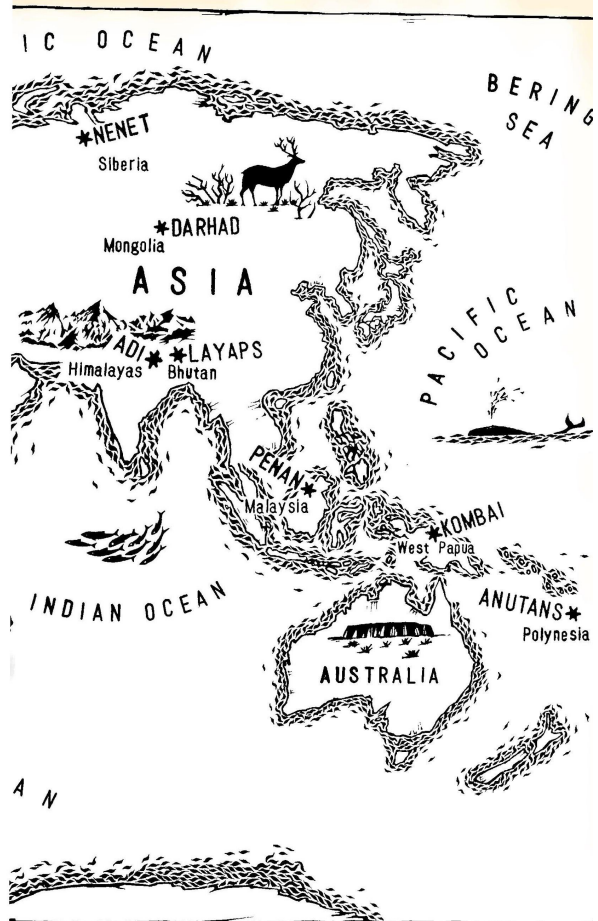 IC OCEAN
BERING
SEA
*NENET
Siberia
*DARHAD
Mongolia
ASIA
PACIFIC
OCEAN
ADI*
*LAYAPS
Himalayas
Bhutan
PENAN*
Malaysia
*KOMBAI
West Papua
INDIAN OCEAN
ANUTANS*
Polynesia
AUSTRALIA
AN